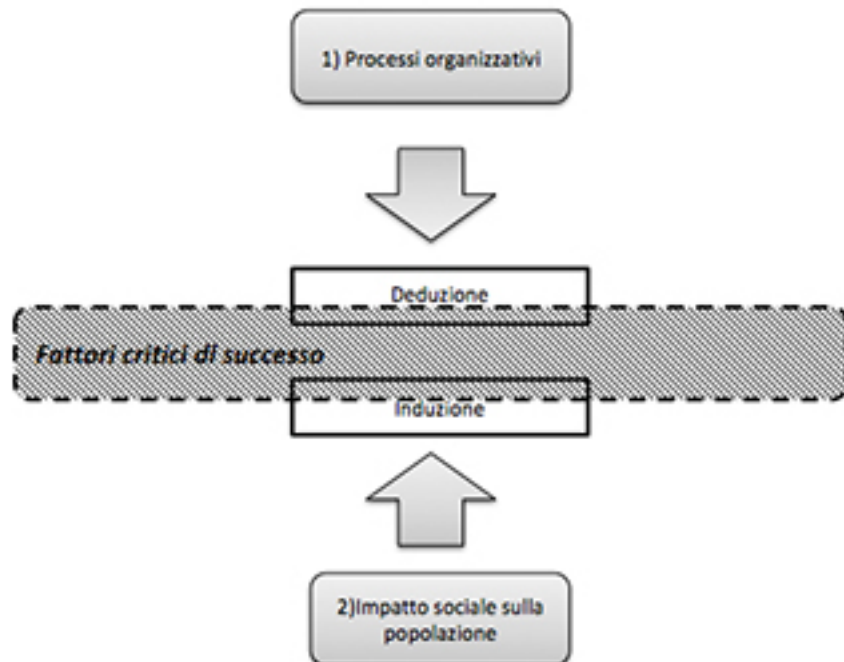 1) Processi organizzativi
Deduzione
Fattori critici di successo
Induzione
2)Impatto sociale sulla
popolazione